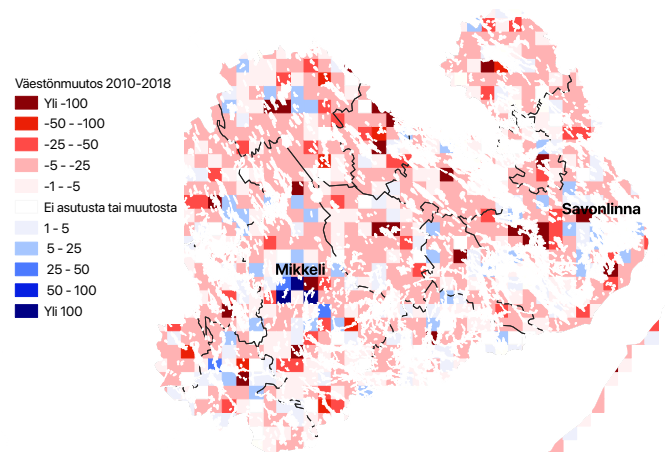 Väestönmuutos 2010-2018
Yli -100
-50 - -100
-25 - -50
-5 - -25
-1 - -5
Ei asutusta tai muutosta
1 - 5
5 - 25
25 - 50
50 - 100
Yli 100
Savonlinna
Mikkeli